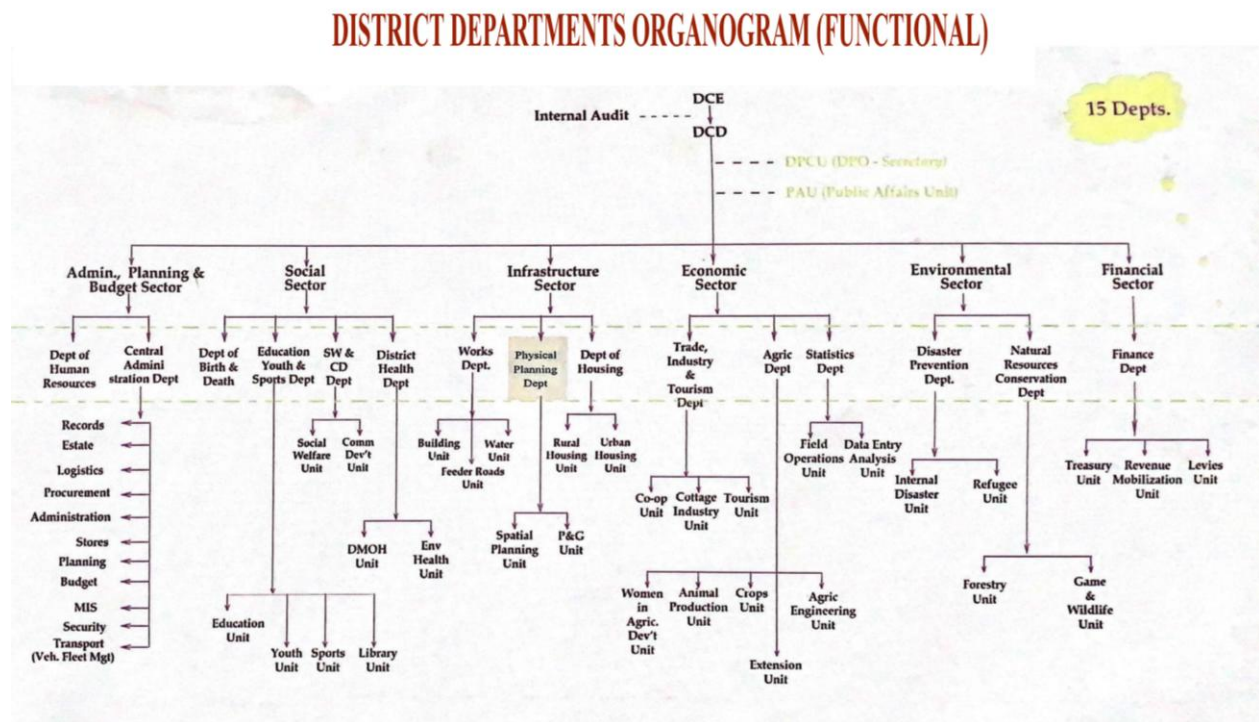 DISTRICT DEPARTMENTS ORGANOGRAM (FUNCTIONAL)
15 Depts.
DCE
Internal Audit
DCD
DPCU (DPO - Secretary)
PAU (Public Affairs Unit)
Admin., Planning &
Budget Sector
Social
Sector
Infrastructure
Sector
Economic
Sector
Environmental
Sector
Financial
Sector
Dept of
Human
Resources
Central
Admini
stration Dept
Dept of
Birth &
Death
Education
Youth &
Sports Dept
SW &
CD
Dept
District
Health
Dept
Works
Dept.
Physical
Planning
Dept
Dept of
Housing
Trade,
Industry
&
Tourism
Dept
Agric
Dept
Statistics
Dept
Disaster
Prevention
Dept.
Natural
Resources
Conservation
Dept
Finance
Dept
Records
Estate
Logistics
Procurement
Administration
Stores
Planning
Budget
MIS
Security
Transport
(Veh. Fleet Mgt)
Social
Welfare
Unit
Comm
Dev't Unit
Building
Unit
Feeder Roads
Unit
Water
Unit
Rural
Housing
Unit
Urban
Housing
Unit
Field
Operations
Unit
Data Entry
Analysis
Unit
Internal
Disaster
Unit
Refugee
Unit
Treasury
Unit
Revenue
Mobilization
Unit
Levies
Unit
Co-op
Unit
Cottage
Industry
Unit
Tourism
Unit
DMOH
Unit
Env
Health
Unit
Spatial
Planning
Unit
P&G
Unit
Education
Unit
Youth
Unit
Sports
Unit
Library
Unit
Women
in
Agric.
Dev't
Unit
Animal
Production
Unit
Crops
Unit
Agric
Engineering
Unit
Extension
Unit
Forestry
Unit
Game
&
Wildlife
Unit